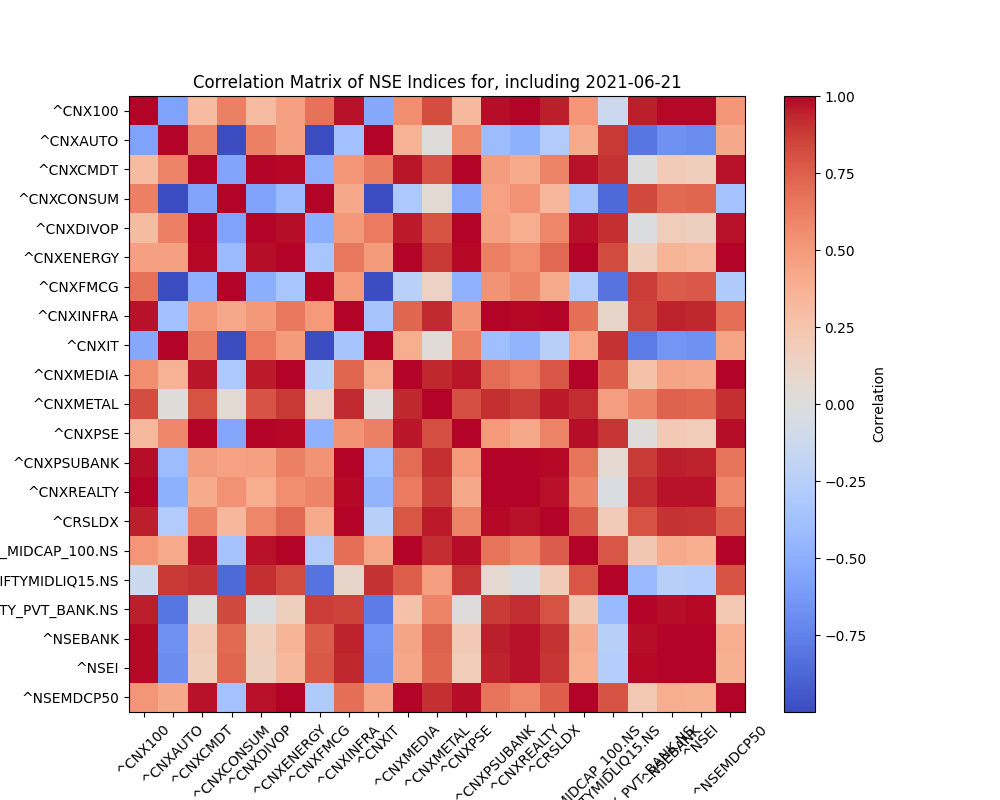 Correlation Matrix of NSE Indices for, including 2021-06-21
^CNX100
^CNXAUTO
^CNXCMDT
^CNXCONSUM
^CNXDIVOP
^CNXENERGY
^CNXFMCG
^CNXINFRA
^CNXIT
^CNXMEDIA
^CNXMETAL
^CNXPSE
^CNXPSUBANK
^CNXREALTY
^CRSLDX
_MIDCAP_100.NS
IFTYMIDLIQ15.NS
TY_PVT_BANK.NS
^NSEBANK
^NSEI
^NSEMDCP50
^CNX100
^CNXAUTO
^CNXCMDT
^CNXCONSUM
^CNXDIVOP
^CNXENERGY
^CNXFMCG
^CNXINFRA
^CNXIT
^CNXMEDIA
^CNXMETAL
^CNXPSE
^CNXPSUBANK
^CNXREALTY
^CRSLDX
MIDCAP_100.NS
TYMIDLIQ15.NS
PVT_BANK.NS
^NSEBANK
^NSEI
^NSEMDCP50
1.00
0.75
0.50
0.25
0.00
−0.25
−0.50
−0.75
Correlation